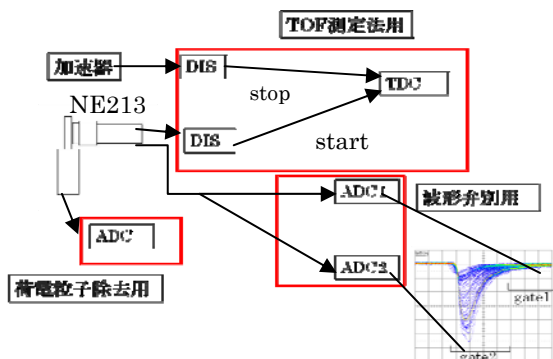 TOF測定法用
加速器
DIS
stop
TDC
NE213
DIS
start
ADC1
波形弁別用
ADC
ADC2
荷電粒子除去用
gate1
gate2